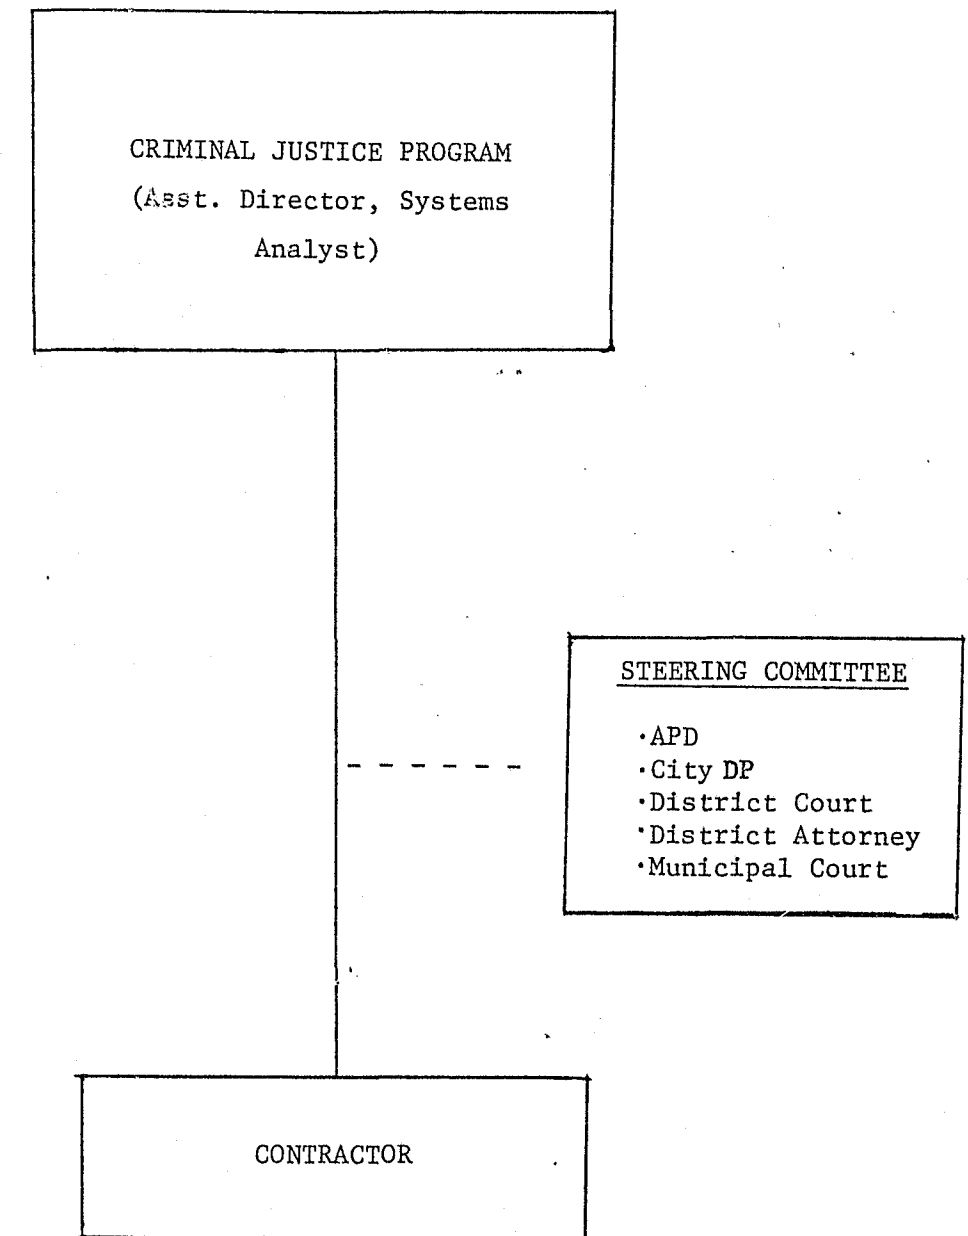 CRIMINAL JUSTICE PROGRAM
(Asst. Director, Systems
Analyst)
STEERING COMMITTEE
·APD
·City DP
·District Court
·District Attorney
·Municipal Court
CONTRACTOR